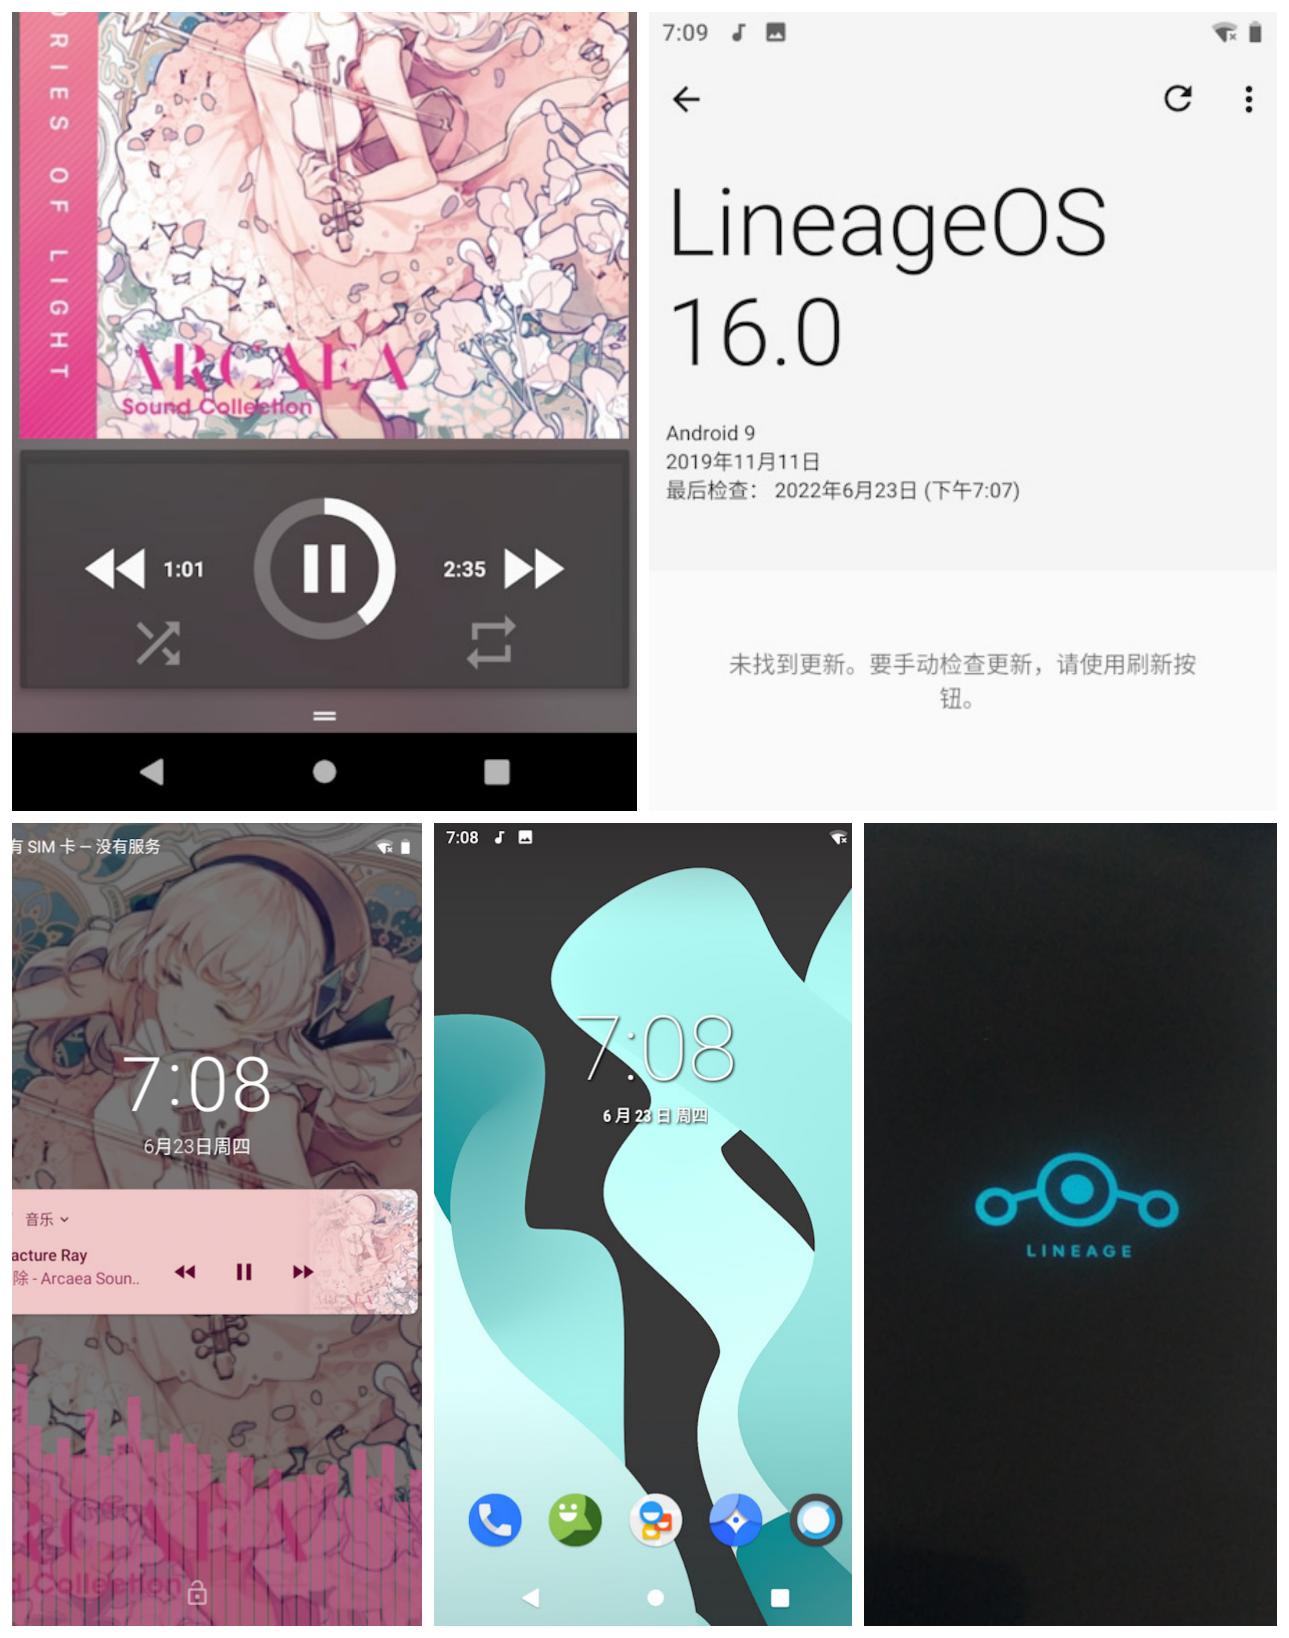 ORIES OF LIGHT
ARCAEA
Sound Collection
1:01
2:35
7:09
LineageOS
16.0
Android 9
2019年11月11日
最后检查： 2022年6月23日 (下午7:07)
未找到更新。要手动检查更新，请使用刷新按
钮。
有 SIM 卡 – 没有服务
7:08
6月23日周四
音乐
acture Ray
除 - Arcaea Soun..
d Collection
7:08
7:08
6 月 23 日 周四
LINEAGE